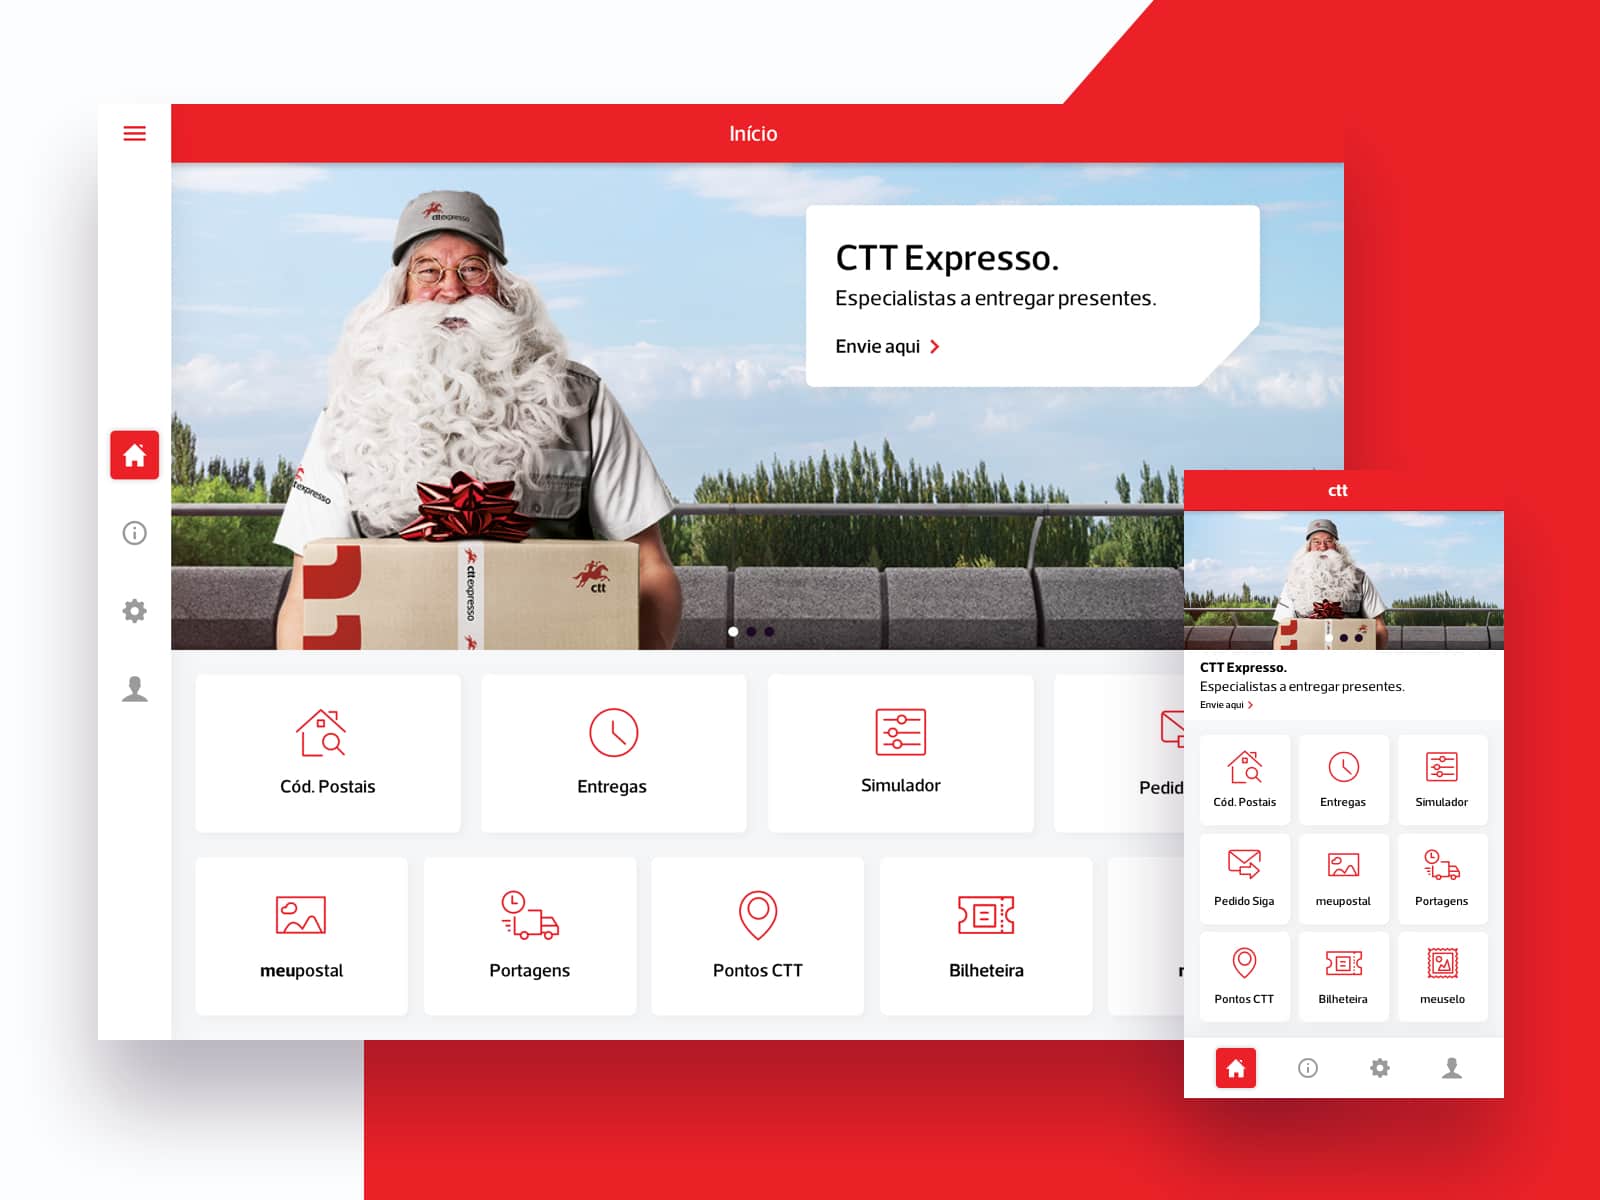 Início
cttexpresso
CTT Expresso.
Especialistas a entregar presentes.
Envie aqui
texpresso
cttexpresso
ctt
Cód. Postais
Entregas
Simulador
Pedid
meupostal
Portagens
Pontos CTT
Bilheteira
ctt
CTT Expresso.
Especialistas a entregar presentes.
Envie aqui
Cód. Postais
Entregas
Simulador
Pedido Siga
meupostal
Portagens
Pontos CTT
Bilheteira
meuselo